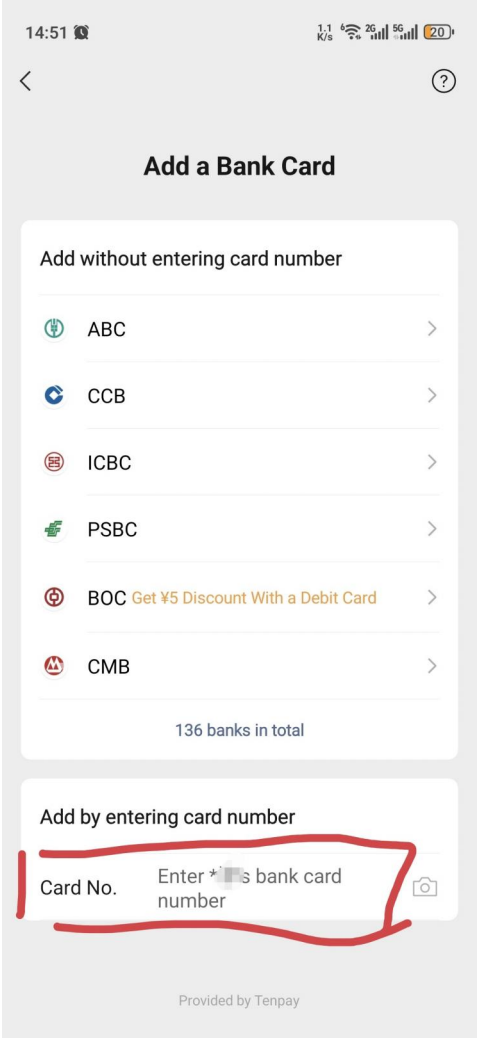 14:51
1.1
K/s
6
2G
5G
20
Add a Bank Card
Add without entering card number
ABC
CCB
ICBC
PSBC
BOC Get ¥5 Discount With a Debit Card
CMB
136 banks in total
Add by entering card number
Card No.
Enter * s bank card
number
Provided by Tenpay